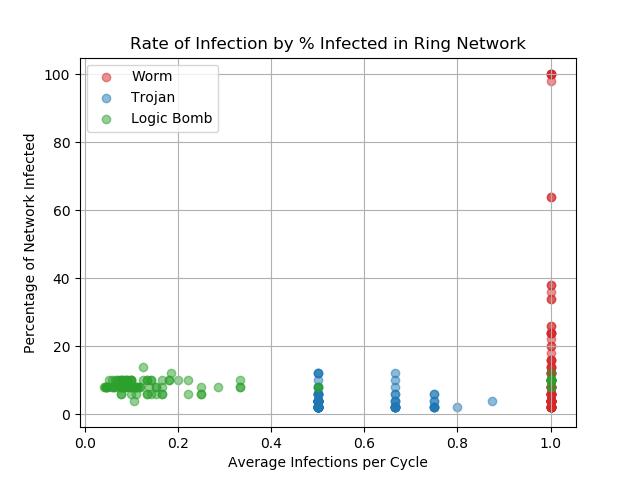 Rate of Infection by % Infected in Ring Network
Worm
Trojan
Logic Bomb
Percentage of Network Infected
100
80
60
40
20
0
0.0 0.2 0.4 0.6 0.8 1.0
Average Infections per Cycle